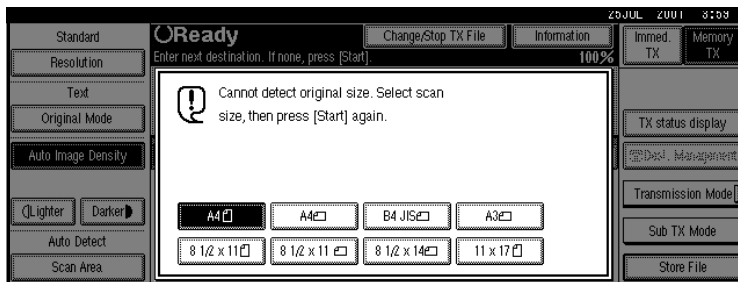 25JUL 2001 3:59
Standard
Resolution
Text
Original Mode
Auto Image Density
Lighter
Darker
Auto Detect
Scan Area
Ready
Change/Stop TX File
Information
Enter next destination. If none, press [Start].
100%
Cannot detect original size. Select scan
size, then press [Start] again.
A4
A4
B4 JIS
A3
8 1/2 x 11
8 1/2 x 11
8 1/2 x 14
11 x 17
Immed.
TX
Memory
TX
TX status display
Dest. Management
Transmission Mode
Sub TX Mode
Store File